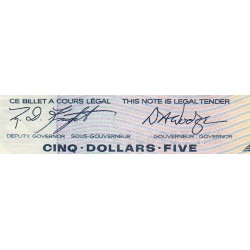 CE BILLET A COURS LÉGAL THIS NOTE IS LEGAL TENDER
DEPUTY GOVERNOR SOUS-GOUVERNEUR GOUVERNEUR GOVERNOR
CINQ·DOLLARS·FIVE